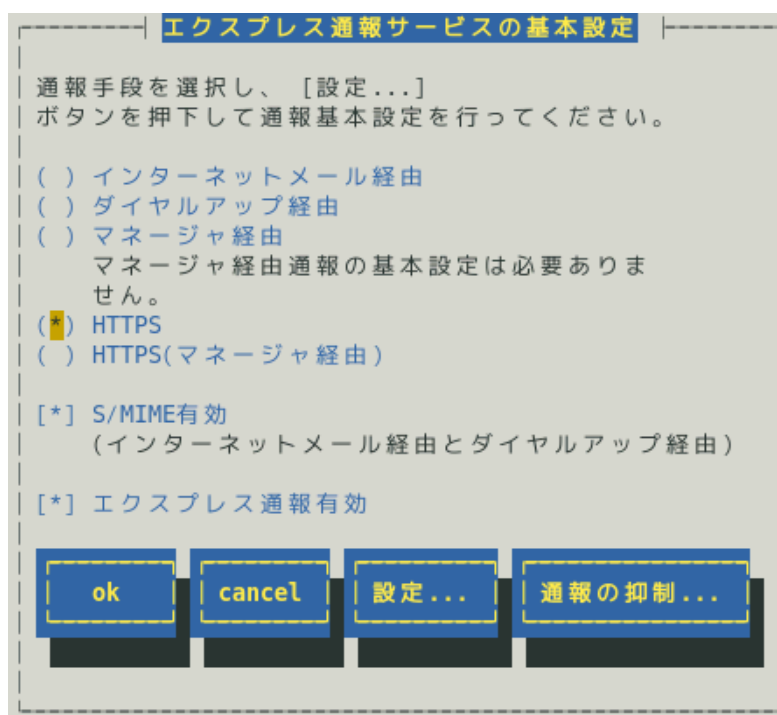 エクスプレス通報サービスの基本設定
通報手段を選択し、 [設定...]
ボタンを押下して通報基本設定を行ってください。
( ) インターネットメール経由
( ) ダイヤルアップ経由
( ) マネージャ経由
マネージャ経由通報の基本設定は必要ありま
せん。
(*) HTTPS
( ) HTTPS(マネージャ経由)
[*] S/MIME有効
(インターネットメール経由とダイヤルアップ経由)
[*] エクスプレス通報有効
ok cancel 設定... 通報の抑制...